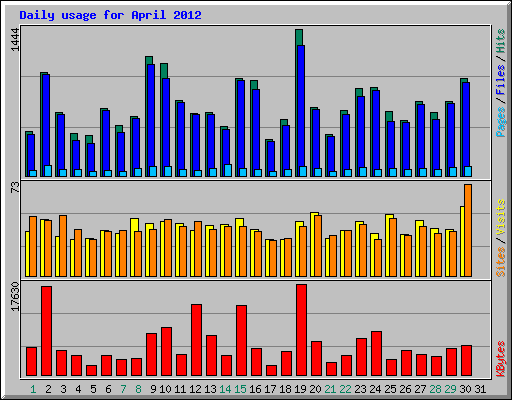 Daily usage for April 2012
1444
Pages / Files / Hits
73
Sites / Visits
17630
KBytes
1 2 3 4 5 6 7 8 9 10 11 12 13 14 15 16 17 18 19 20 21 22 23 24 25 26 27 28 29 30 31